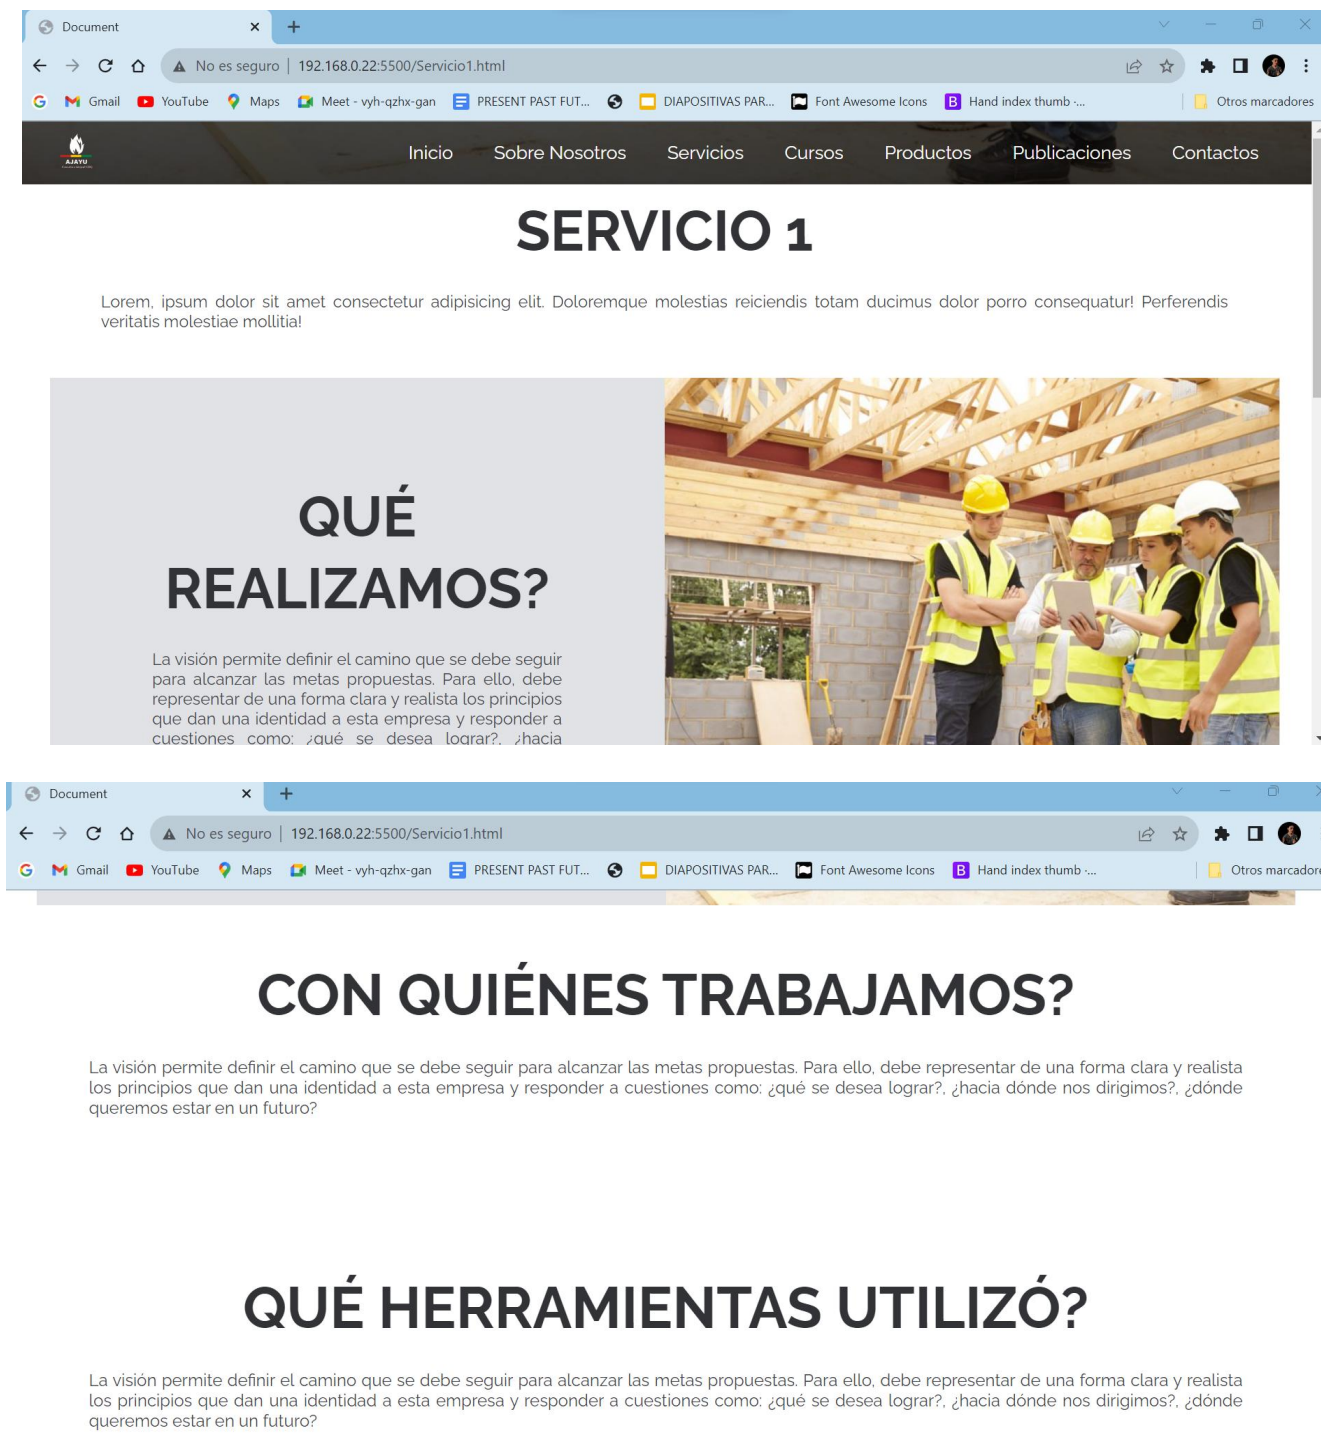 Document
No es seguro | 192.168.0.22:5500/Servicio1.html
Gmail YouTube Maps Meet - vyh-qzhx-gan PRESENT PAST FUT... DIAPOSITIVAS PAR... Font Awesome Icons Hand index thumb ·... Otros marcadores
AJAYU
Inicio Sobre Nosotros Servicios Cursos Productos Publicaciones Contactos
SERVICIO 1
Lorem, ipsum dolor sit amet consectetur adipisicing elit. Doloremque molestias reiciendis totam ducimus dolor porro consequatur! Perferendis
veritatis molestiae mollitia!
QUÉ
REALIZAMOS?
La visión permite definir el camino que se debe seguir
para alcanzar las metas propuestas. Para ello, debe
representar de una forma clara y realista los principios
que dan una identidad a esta empresa y responder a
cuestiones como: ¿qué se desea lograr?, ¿hacia
Document
No es seguro | 192.168.0.22:5500/Servicio1.html
Gmail YouTube Maps Meet - vyh-qzhx-gan PRESENT PAST FUT... DIAPOSITIVAS PAR... Font Awesome Icons Hand index thumb ·... Otros marcadore
CON QUIÉNES TRABAJAMOS?
La visión permite definir el camino que se debe seguir para alcanzar las metas propuestas. Para ello, debe representar de una forma clara y realista
los principios que dan una identidad a esta empresa y responder a cuestiones como: ¿qué se desea lograr?, ¿hacia dónde nos dirigimos?, ¿dónde
queremos estar en un futuro?
QUÉ HERRAMIENTAS UTILIZÓ?
La visión permite definir el camino que se debe seguir para alcanzar las metas propuestas. Para ello, debe representar de una forma clara y realista
los principios que dan una identidad a esta empresa y responder a cuestiones como: ¿qué se desea lograr?, ¿hacia dónde nos dirigimos?, ¿dónde
queremos estar en un futuro?